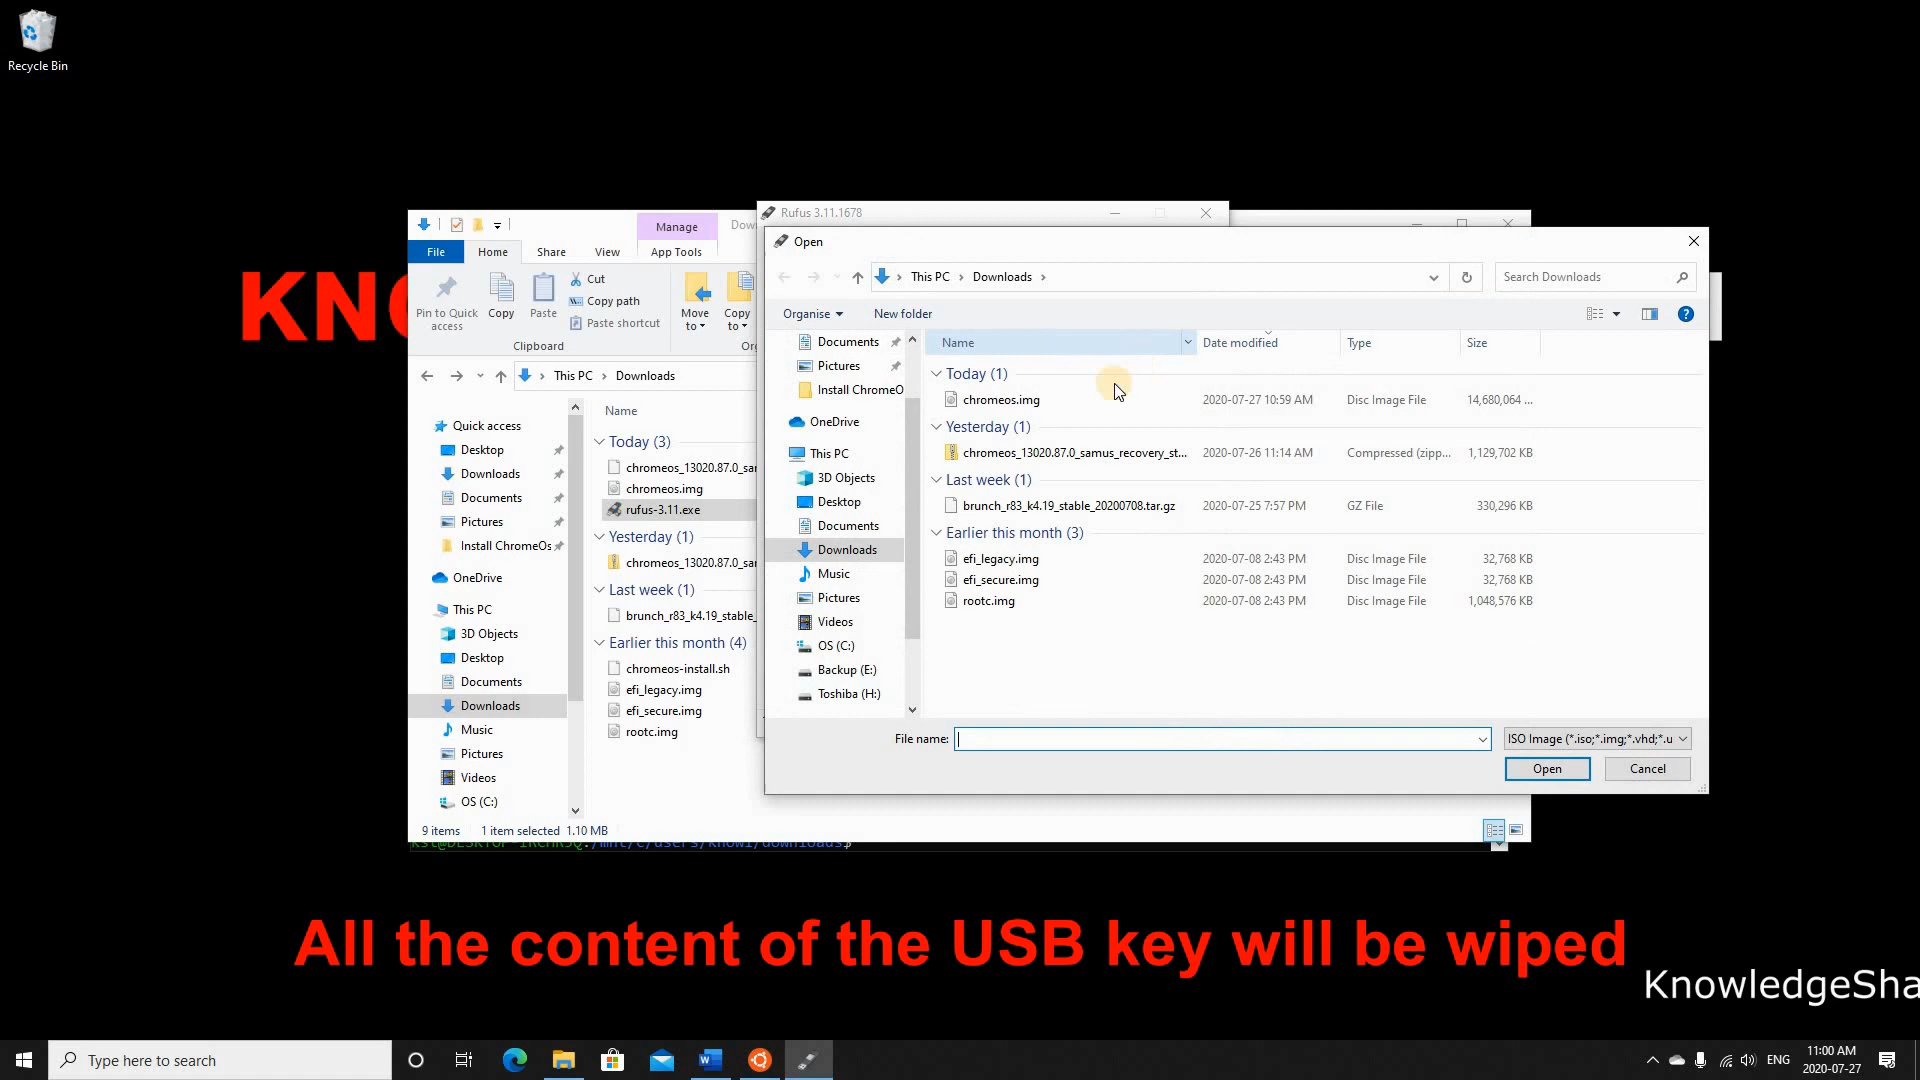 Recycle Bin
KNO
Manage
File
Home
Share
View
App Tools
Pin to Quick access
Copy
Paste
Cut
Copy path
Paste shortcut
Clipboard
Move to
Copy to
This PC
Downloads
Name
Quick access
Desktop
Downloads
Documents
Pictures
Install ChromeOs
OneDrive
This PC
3D Objects
Desktop
Documents
Downloads
Music
Pictures
Videos
OS (C:)
Today (3)
chromeos_13020.87.0_sa
chromeos.img
rufus-3.11.exe
Yesterday (1)
chromeos_13020.87.0_sa
Last week (1)
brunch_r83_k4.19_stable_
Earlier this month (4)
chromeos-install.sh
efi_legacy.img
efi_secure.img
rootc.img
9 items 1 item selected 1.10 MB
Rufus 3.11.1678
Open
This PC
Downloads
Search Downloads
Organise
New folder
Documents
Pictures
Install ChromeO
OneDrive
This PC
3D Objects
Desktop
Documents
Downloads
Music
Pictures
Videos
OS (C:)
Backup (E:)
Toshiba (H:)
Name Date modified Type Size
Today (1)
chromeos.img 2020-07-27 10:59 AM Disc Image File 14,680,064 ...
Yesterday (1)
chromeos_13020.87.0_samus_recovery_st... 2020-07-26 11:14 AM Compressed (zipp... 1,129,702 KB
Last week (1)
brunch_r83_k4.19_stable_20200708.tar.gz 2020-07-25 7:57 PM GZ File 330,296 KB
Earlier this month (3)
efi_legacy.img 2020-07-08 2:43 PM Disc Image File 32,768 KB
efi_secure.img 2020-07-08 2:43 PM Disc Image File 32,768 KB
rootc.img 2020-07-08 2:43 PM Disc Image File 1,048,576 KB
File name:
ISO Image (*.iso;*.img;*.vhd;*.u
Open
Cancel
All the content of the USB key will be wiped
KnowledgeSha
Type here to search
ENG
11:00 AM
2020-07-27